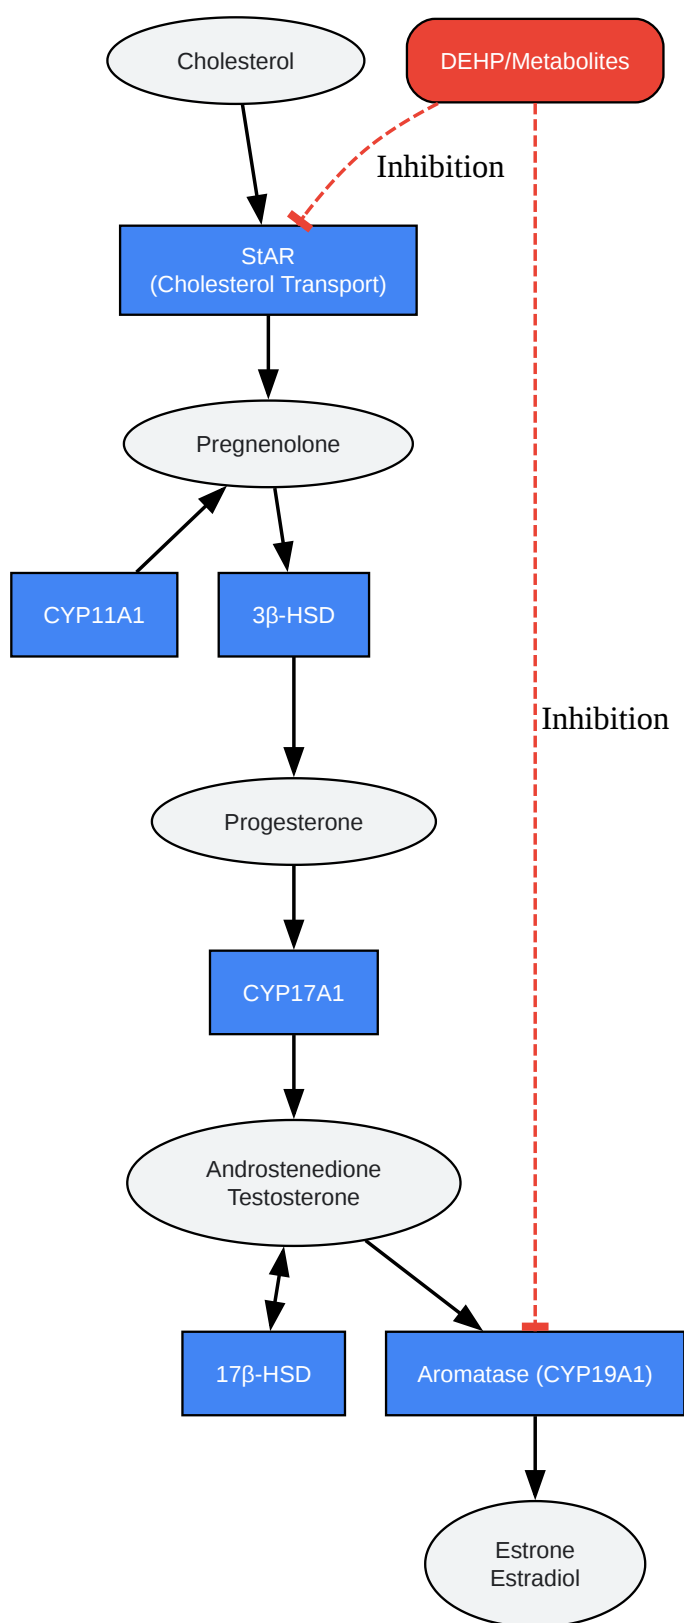 Cholesterol
DEHP/Metabolites
Inhibition
StAR
(Cholesterol Transport)
Pregnenolone
CYP11A1
3β-HSD
Inhibition
Progesterone
CYP17A1
Androstenedione
Testosterone
17β-HSD
Aromatase (CYP19A1)
Estrone
Estradiol